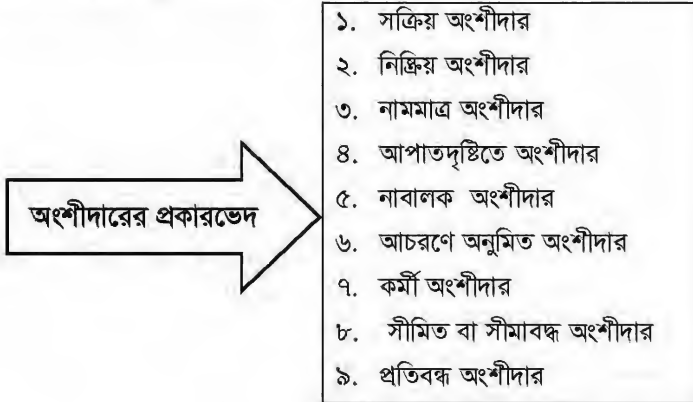 অংশীদারের প্রকারভেদ
১. সক্রিয় অংশীদার
২. নিষ্ক্রিয় অংশীদার
৩. নামমাত্র অংশীদার
৪. আপাতদৃষ্টিতে অংশীদার
৫. নাবালক অংশীদার
৬. আচরণে অনুমিত অংশীদার
৭. কর্মী অংশীদার
৮. সীমিত বা সীমাবদ্ধ অংশীদার
৯. প্রতিবন্ধ অংশীদার